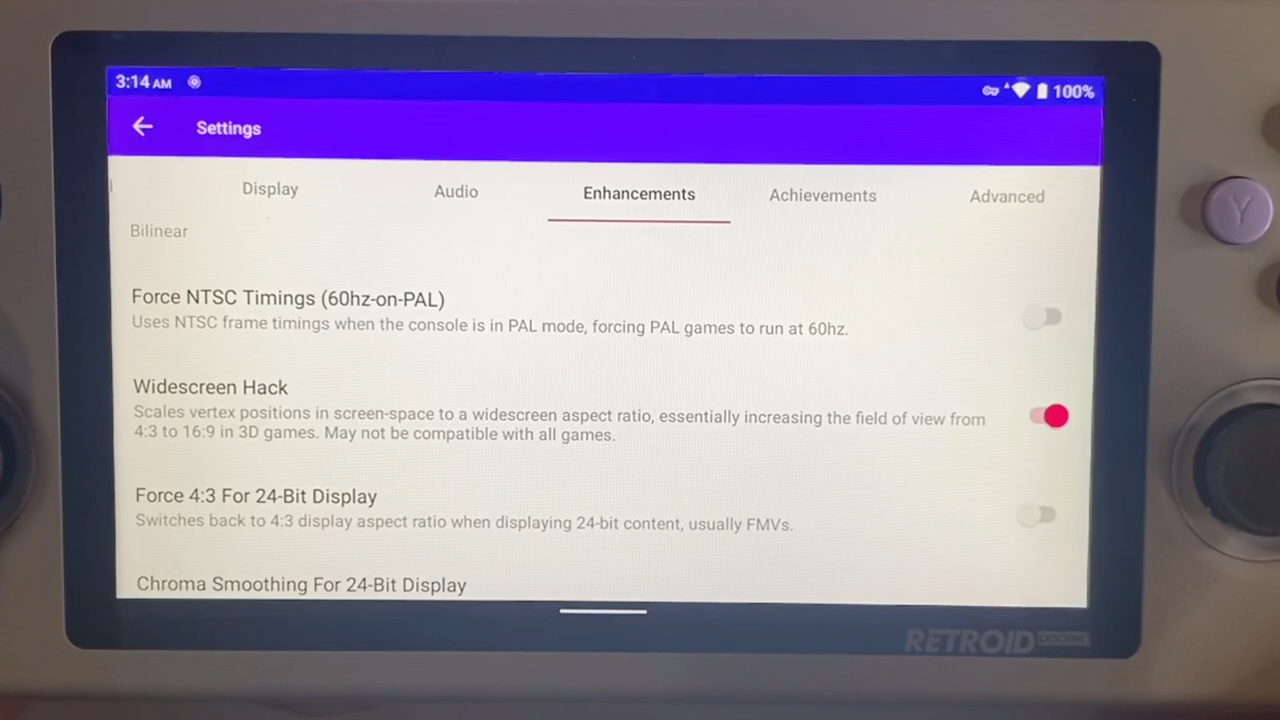 3:14 AM
100%
Settings
Display
Audio
Enhancements
Achievements
Advanced
Bilinear
Force NTSC Timings (60hz-on-PAL)
Uses NTSC frame timings when the console is in PAL mode, forcing PAL games to run at 60hz.
Widescreen Hack
Scales vertex positions in screen-space to a widescreen aspect ratio, essentially increasing the field of view from
4:3 to 16:9 in 3D games. May not be compatible with all games.
Force 4:3 For 24-Bit Display
Switches back to 4:3 display aspect ratio when displaying 24-bit content, usually FMVs.
Chroma Smoothing For 24-Bit Display
RETROID POCKET
Y